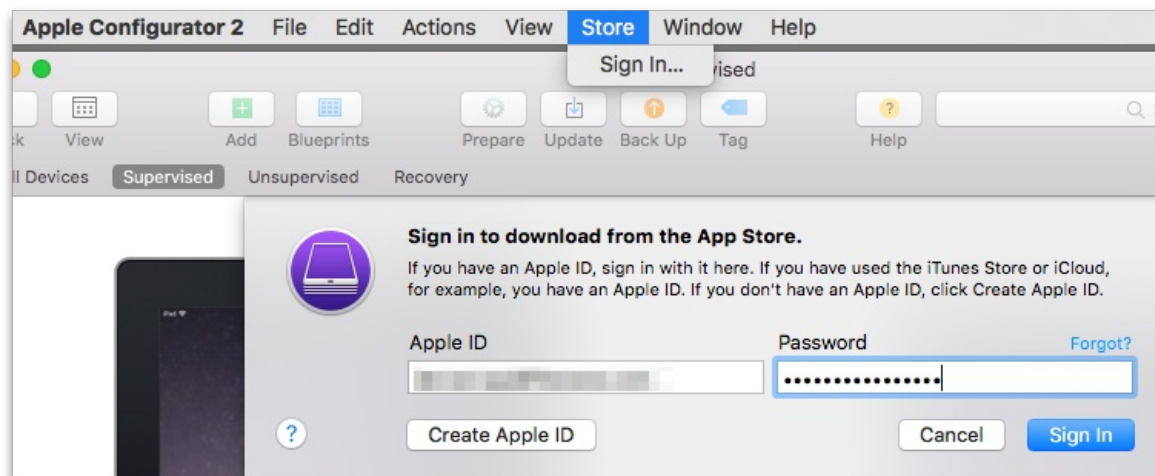 Apple Configurator 2 File Edit Actions View Store Window Help
Sign In...
View Add Blueprints Prepare Update Back Up Tag Help
Devices Supervised Unsupervised Recovery
Sign in to download from the App Store.
If you have an Apple ID, sign in with it here. If you have used the iTunes Store or iCloud,
for example, you have an Apple ID. If you don't have an Apple ID, click Create Apple ID.
Apple ID Password Forgot?
••••••••••••••••
? Create Apple ID Cancel Sign In